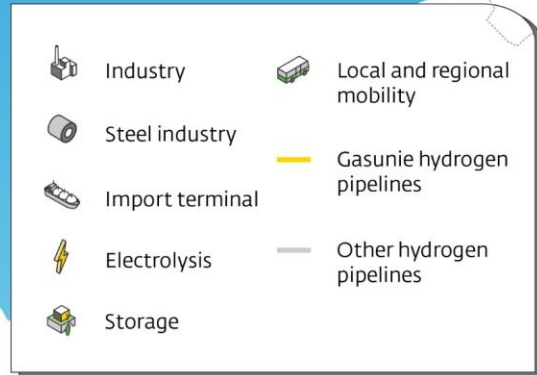 Industry
Steel industry
Import terminal
Electrolysis
Storage
Local and regional
mobility
Gasunie hydrogen
pipelines
Other hydrogen
pipelines